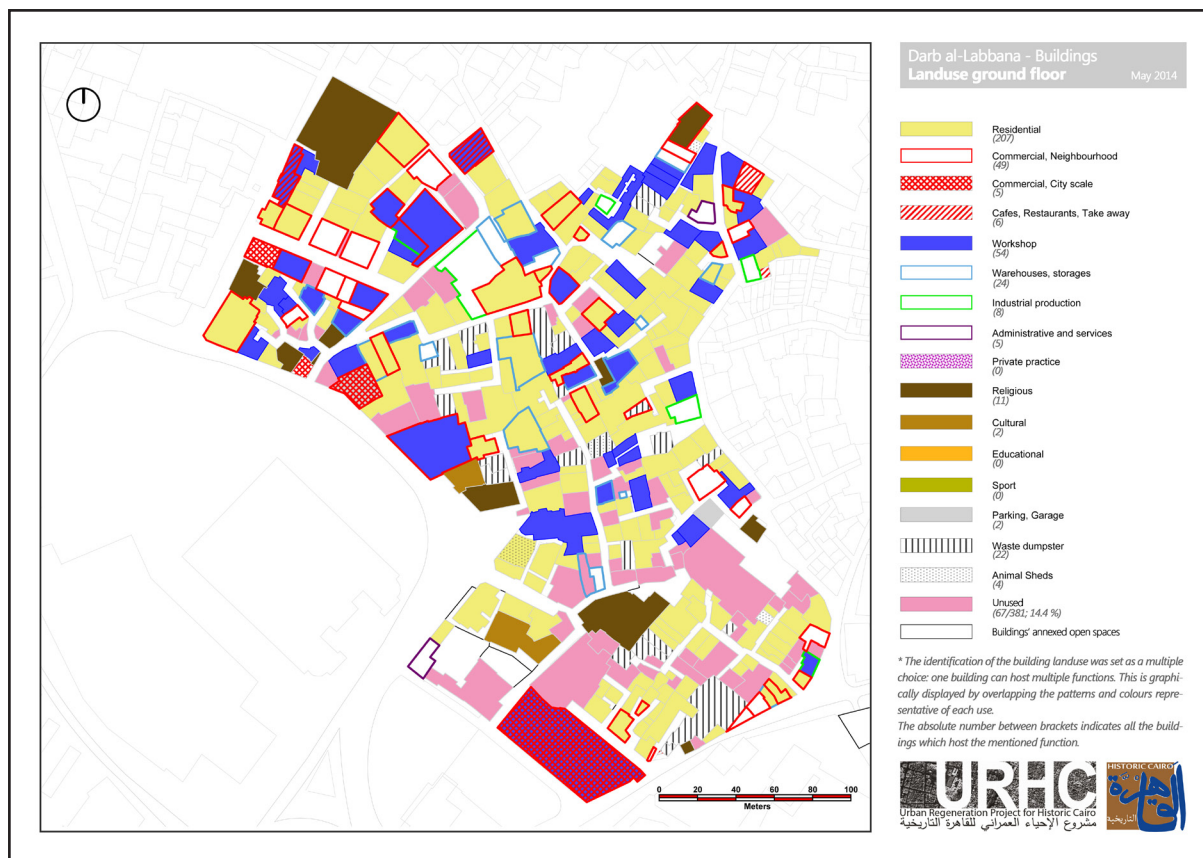 Darb al-Labbana - Buildings
Landuse ground floor May 2014
Residential
(207)
Commercial, Neighbourhood
(49)
Commercial, City scale
(5)
Cafes, Restaurants, Take away
(6)
Workshop
(54)
Warehouses, storages
(24)
Industrial production
(8)
Administrative and services
(5)
Private practice
(0)
Religious
(11)
Cultural
(2)
Educational
(0)
Sport
(0)
Parking, Garage
(2)
Waste dumpster
(22)
Animal Sheds
(4)
Unused
(67/381; 14.4 %)
Buildings' annexed open spaces
* The identification of the building landuse was set as a multiple
choice: one building can host multiple functions. This is graphi-
cally displayed by overlapping the patterns and colours repre-
sentative of each use.
The absolute number between brackets indicates all the build-
ings which host the mentioned function.
0 20 40 60 80 100
Meters
URHC
Urban Regeneration Project for Historic Cairo
مشروع الإحياء العمراني للقاهرة التاريخية
HISTORIC CAIRO
القاهرة
التاريخية